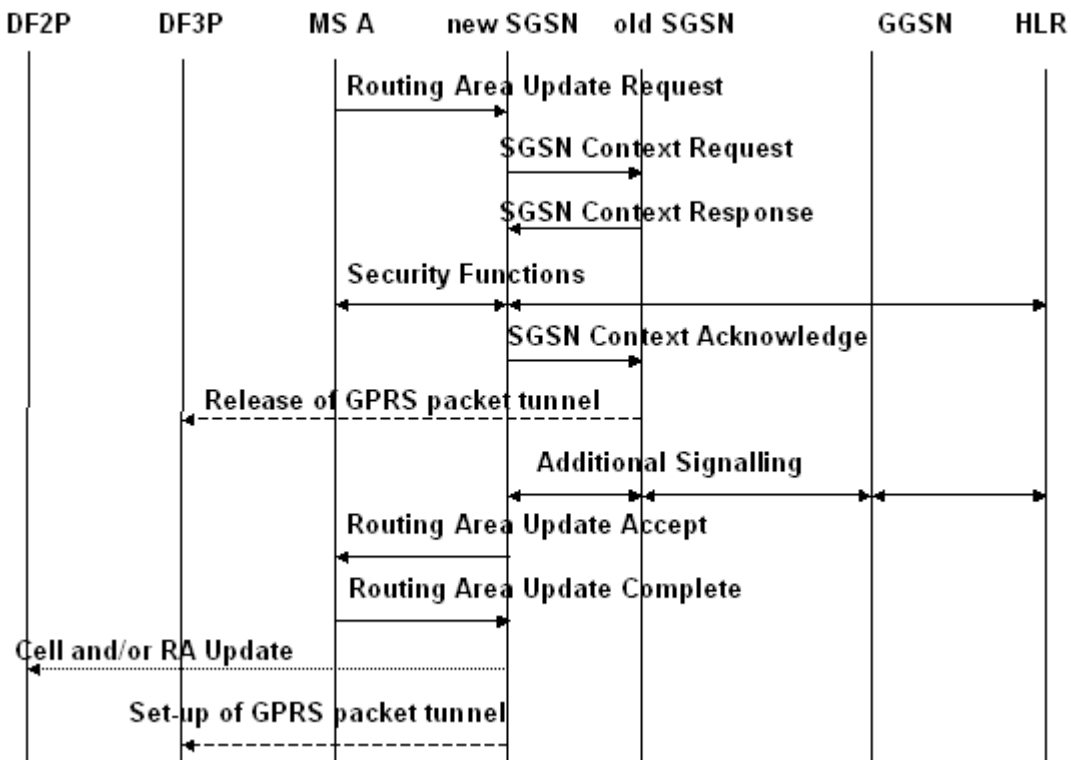 DF2P DF3P MS A new SGSN old SGSN GGSN HLR
Routing Area Update Request
SGSN Context Request
SGSN Context Response
Security Functions
SGSN Context Acknowledge
Release of GPRS packet tunnel
Additional Signalling
Routing Area Update Accept
Routing Area Update Complete
Cell and/or RA Update
Set-up of GPRS packet tunnel